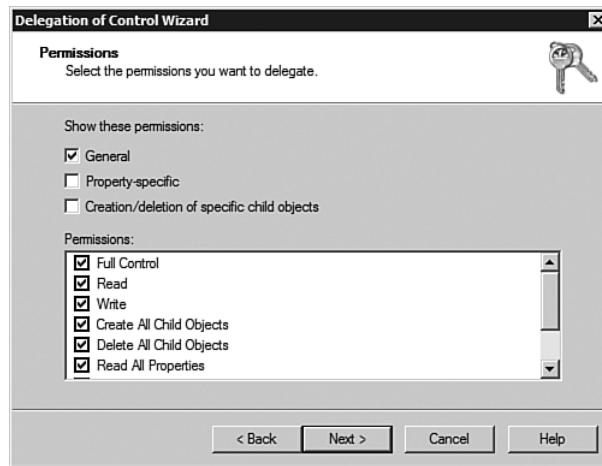 Delegation of Control Wizard
Permissions
Select the permissions you want to delegate.
Show these permissions:
General
Property-specific
Creation/deletion of specific child objects
Permissions:
Full Control
Read
Write
Create All Child Objects
Delete All Child Objects
Read All Properties
< Back Next > Cancel Help